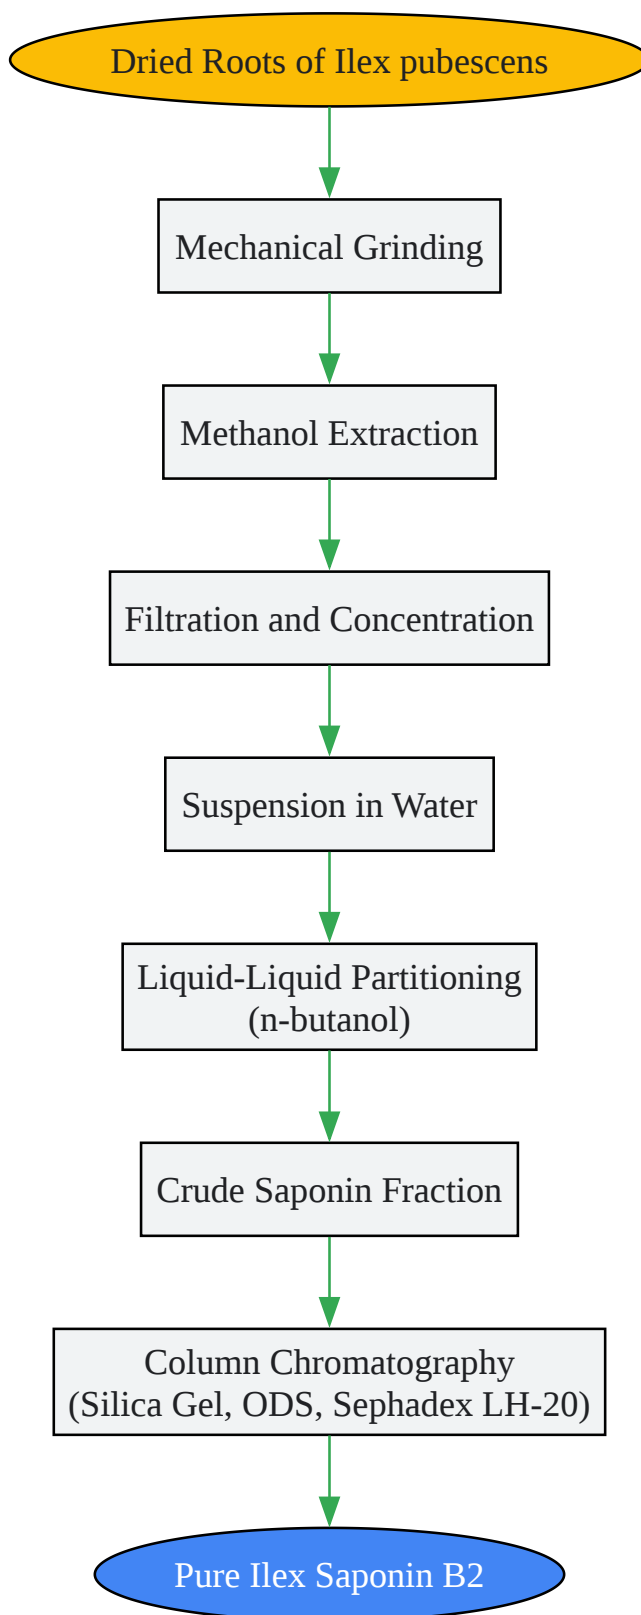 Dried Roots of Ilex pubescens
Mechanical Grinding
Methanol Extraction
Filtration and Concentration
Suspension in Water
Liquid-Liquid Partitioning
(n-butanol)
Crude Saponin Fraction
Column Chromatography
(Silica Gel, ODS, Sephadex LH-20)
Pure Ilex Saponin B2